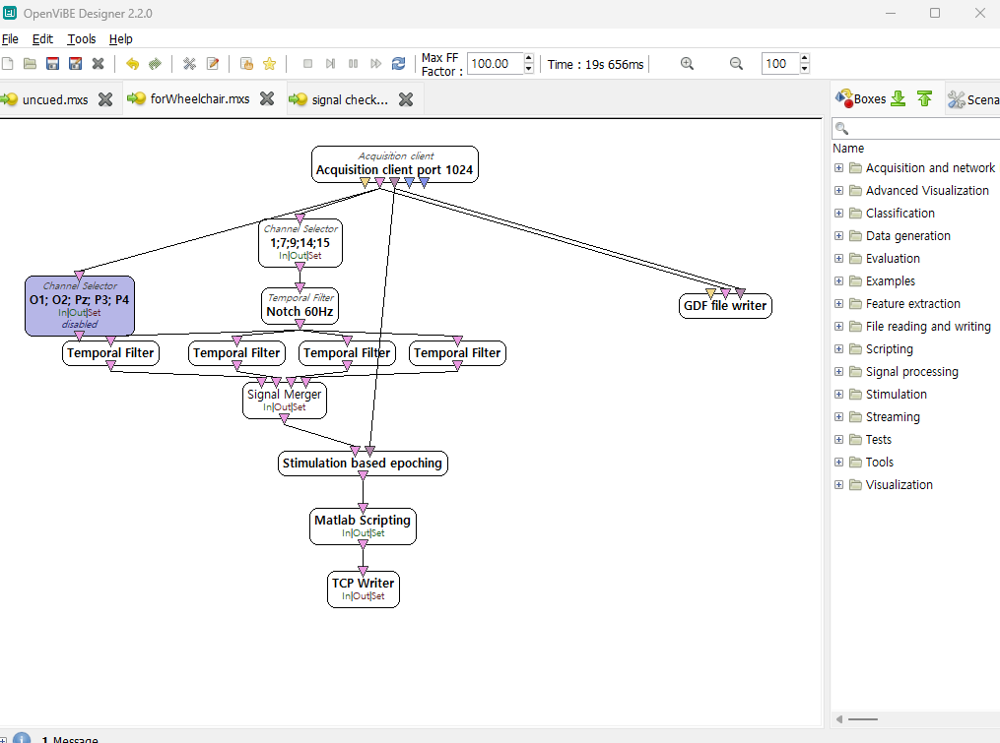 OpenViBE Designer 2.2.0
File Edit Tools Help
Max FF Factor : 100.00 Time : 19s 656ms 100
uncued.mxs forWheelchair.mxs signal check...
Boxes Scena
Name
Acquisition and network
Advanced Visualization
Classification
Data generation
Evaluation
Examples
Feature extraction
File reading and writing
Scripting
Signal processing
Stimulation
Streaming
Tests
Tools
Visualization
Acquisition client
Acquisition client port 1024
Channel Selector
1;7;9;14;15
In|Out|Set
Channel Selector
O1; O2; Pz; P3; P4
In|Out|Set
disabled
Temporal Filter
Notch 60Hz
GDF file writer
Temporal Filter
Temporal Filter
Temporal Filter
Temporal Filter
Signal Merger
In|Out|Set
Stimulation based epoching
Matlab Scripting
In|Out|Set
TCP Writer
In|Out|Set
1 Message